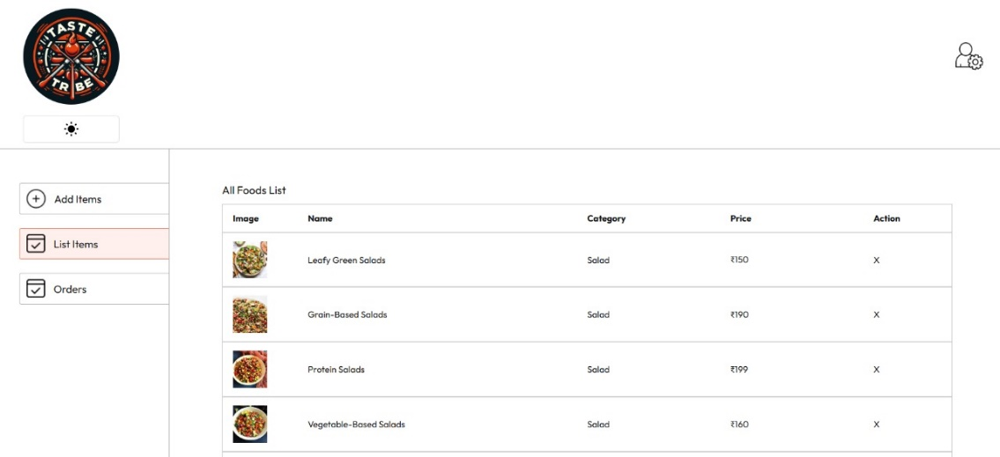 TASTE
TRIBE
Add Items
List Items
Orders
All Foods List
Image Name Category Price Action
Leafy Green Salads Salad ₹150 X
Grain-Based Salads Salad ₹190 X
Protein Salads Salad ₹199 X
Vegetable-Based Salads Salad ₹160 X